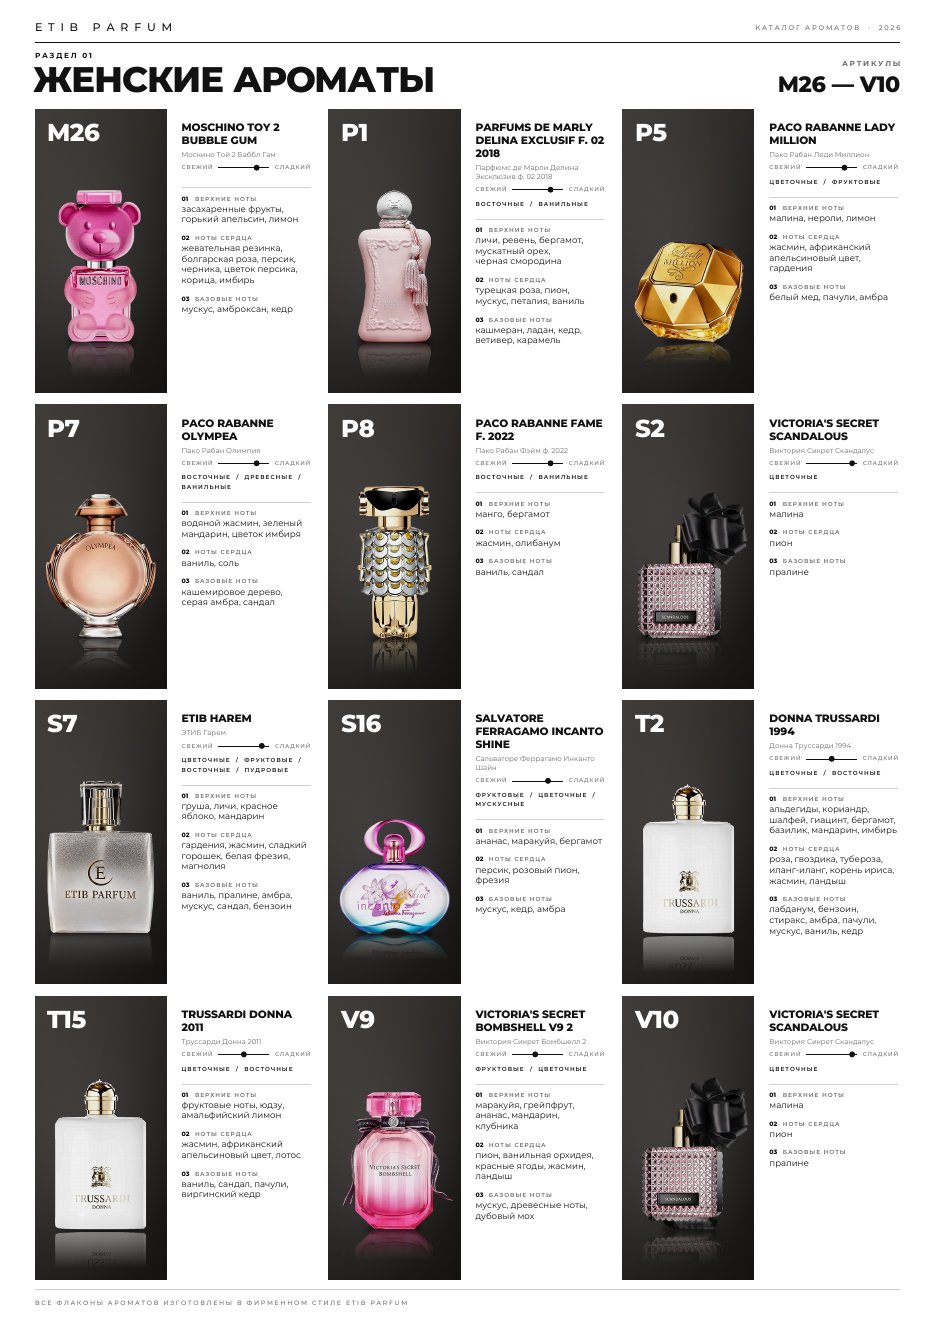 ETIB PARFUM
КАТАЛОГ АРОМАТОВ · 2026
РАЗДЕЛ 01
ЖЕНСКИЕ АРОМАТЫ
АРТИКУЛЫ
M26 — V10
M26
MOSCHINO
MOSCHINO TOY 2
BUBBLE GUM
Москино Той 2 Баббл Гам
СВЕЖИЙ СЛАДКИЙ
01 ВЕРХНИЕ НОТЫ
засахаренные фрукты,
горький апельсин, лимон
02 НОТЫ СЕРДЦА
жевательная резинка,
болгарская роза, персик,
черника, цветок персика,
корица, имбирь
03 БАЗОВЫЕ НОТЫ
мускус, амброксан, кедр
P1
PARFUMS DE MARLY
DELINA EXCLUSIF F. 02
2018
Парфюмс де Марли Делина
Эксклюзив ф. 02 2018
СВЕЖИЙ СЛАДКИЙ
ВОСТОЧНЫЕ / ВАНИЛЬНЫЕ
01 ВЕРХНИЕ НОТЫ
личи, ревень, бергамот,
мускатный орех,
черная смородина
02 НОТЫ СЕРДЦА
турецкая роза, пион,
мускус, петалия, ваниль
03 БАЗОВЫЕ НОТЫ
кашмеран, ладан, кедр,
ветивер, карамель
P5
Lady
MILLION
PACO RABANNE LADY
MILLION
Пако Рабан Леди Миллион
СВЕЖИЙ СЛАДКИЙ
ЦВЕТОЧНЫЕ / ФРУКТОВЫЕ
01 ВЕРХНИЕ НОТЫ
малина, нероли, лимон
02 НОТЫ СЕРДЦА
жасмин, африканский
апельсиновый цвет,
гардения
03 БАЗОВЫЕ НОТЫ
белый мед, пачули, амбра
P7
OLYMPEA
PACO RABANNE
OLYMPEA
Пако Рабан Олимпия
СВЕЖИЙ СЛАДКИЙ
ВОСТОЧНЫЕ / ДРЕВЕСНЫЕ /
ВАНИЛЬНЫЕ
01 ВЕРХНИЕ НОТЫ
водяной жасмин, зеленый
мандарин, цветок имбиря
02 НОТЫ СЕРДЦА
ваниль, соль
03 БАЗОВЫЕ НОТЫ
кашемировое дерево,
серая амбра, сандал
P8
PACO RABANNE FAME
F. 2022
Пако Рабан Фэйм ф. 2022
СВЕЖИЙ СЛАДКИЙ
ВОСТОЧНЫЕ / ВАНИЛЬНЫЕ
01 ВЕРХНИЕ НОТЫ
манго, бергамот
02 НОТЫ СЕРДЦА
жасмин, олибанум
03 БАЗОВЫЕ НОТЫ
ваниль, сандал
S2
SCANDALOUS
VICTORIA'S SECRET
SCANDALOUS
Виктория Сикрет Скандалус
СВЕЖИЙ СЛАДКИЙ
ЦВЕТОЧНЫЕ
01 ВЕРХНИЕ НОТЫ
малина
02 НОТЫ СЕРДЦА
пион
03 БАЗОВЫЕ НОТЫ
пралине
S7
ETIB PARFUM
ETIB HAREM
ЭТИБ Гарем
СВЕЖИЙ СЛАДКИЙ
ЦВЕТОЧНЫЕ / ФРУКТОВЫЕ /
ВОСТОЧНЫЕ / ПУДРОВЫЕ
01 ВЕРХНИЕ НОТЫ
груша, личи, красное
яблоко, мандарин
02 НОТЫ СЕРДЦА
гардения, жасмин, сладкий
горошек, белая фрезия,
магнолия
03 БАЗОВЫЕ НОТЫ
ваниль, пралине, амбра,
мускус, сандал, бензоин
S16
incanto Shine
SALVATORE
FERRAGAMO INCANTO
SHINE
Сальваторе Феррагамо Инканто
Шайн
СВЕЖИЙ СЛАДКИЙ
ФРУКТОВЫЕ / ЦВЕТОЧНЫЕ /
МУСКУСНЫЕ
01 ВЕРХНИЕ НОТЫ
ананас, маракуйя, бергамот
02 НОТЫ СЕРДЦА
персик, розовый пион,
фрезия
03 БАЗОВЫЕ НОТЫ
мускус, кедр, амбра
T2
TRUSSARDI
DONNA
DONNA TRUSSARDI
1994
Донна Труссарди 1994
СВЕЖИЙ СЛАДКИЙ
ЦВЕТОЧНЫЕ / ВОСТОЧНЫЕ
01 ВЕРХНИЕ НОТЫ
альдегиды, кориандр,
шалфей, гиацинт, бергамот,
базилик, мандарин, имбирь
02 НОТЫ СЕРДЦА
роза, гвоздика, тубероза,
иланг-иланг, корень ириса,
жасмин, ландыш
03 БАЗОВЫЕ НОТЫ
лабданум, бензоин,
стиракс, амбра, пачули,
мускус, ваниль, кедр
T15
TRUSSARDI
DONNA
TRUSSARDI DONNA
2011
Труссарди Донна 2011
СВЕЖИЙ СЛАДКИЙ
ЦВЕТОЧНЫЕ / ВОСТОЧНЫЕ
01 ВЕРХНИЕ НОТЫ
фруктовые ноты, юдзу,
амальфийский лимон
02 НОТЫ СЕРДЦА
жасмин, африканский
апельсиновый цвет, лотос
03 БАЗОВЫЕ НОТЫ
ваниль, сандал, пачули,
виргинский кедр
V9
VICTORIA'S SECRET
BOMBSHELL
VICTORIA'S SECRET
BOMBSHELL V9 2
Виктория Сикрет Бомбшелл 2
СВЕЖИЙ СЛАДКИЙ
ФРУКТОВЫЕ / ЦВЕТОЧНЫЕ
01 ВЕРХНИЕ НОТЫ
маракуйя, грейпфрут,
ананас, мандарин,
клубника
02 НОТЫ СЕРДЦА
пион, ванильная орхидея,
красные ягоды, жасмин,
ландыш
03 БАЗОВЫЕ НОТЫ
мускус, древесные ноты,
дубовый мох
V10
SCANDALOUS
VICTORIA'S SECRET
SCANDALOUS
Виктория Сикрет Скандалус
СВЕЖИЙ СЛАДКИЙ
ЦВЕТОЧНЫЕ
01 ВЕРХНИЕ НОТЫ
малина
02 НОТЫ СЕРДЦА
пион
03 БАЗОВЫЕ НОТЫ
пралине
ВСЕ ФЛАКОНЫ АРОМАТОВ ИЗГОТОВЛЕНЫ В ФИРМЕННОМ СТИЛЕ ETIB PARFUM